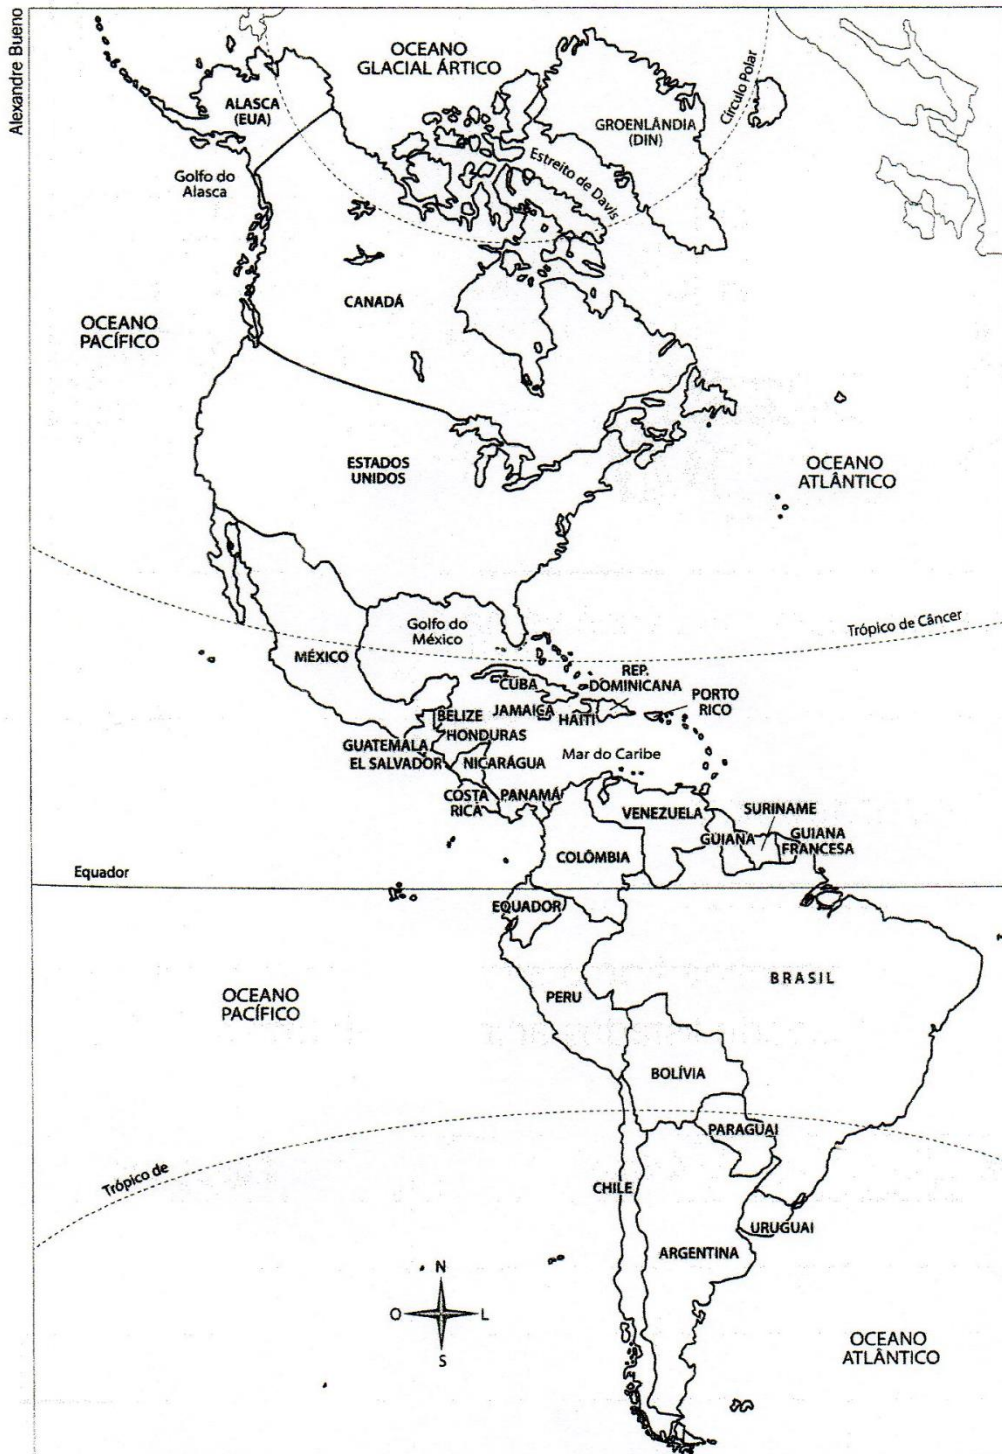 Alexandre Bueno
OCEANO
GLACIAL ÁRTICO
ALASCA
(EUA)
GROENLÂNDIA
(DIN)
Círculo Polar
Estreito de Davis
Golfo do
Alasca
CANADÁ
OCEANO
PACÍFICO
ESTADOS
UNIDOS
OCEANO
ATLÂNTICO
Golfo do
México
Trópico de Câncer
MÉXICO
CUBA
REP.
DOMINICANA
PORTO
RICO
JAMAICA
HAITI
BELIZE
HONDURAS
GUATEMALA
EL SALVADOR
NICARÁGUA
Mar do Caribe
COSTA
RICA
PANAMÁ
VENEZUELA
SURINAME
GUIANA
GUIANA
FRANCESA
COLÔMBIA
Equador
EQUADOR
BRASIL
PERU
OCEANO
PACÍFICO
BOLÍVIA
PARAGUAI
Trópico de
CHILE
URUGUAI
ARGENTINA
N
O
L
S
OCEANO
ATLÂNTICO